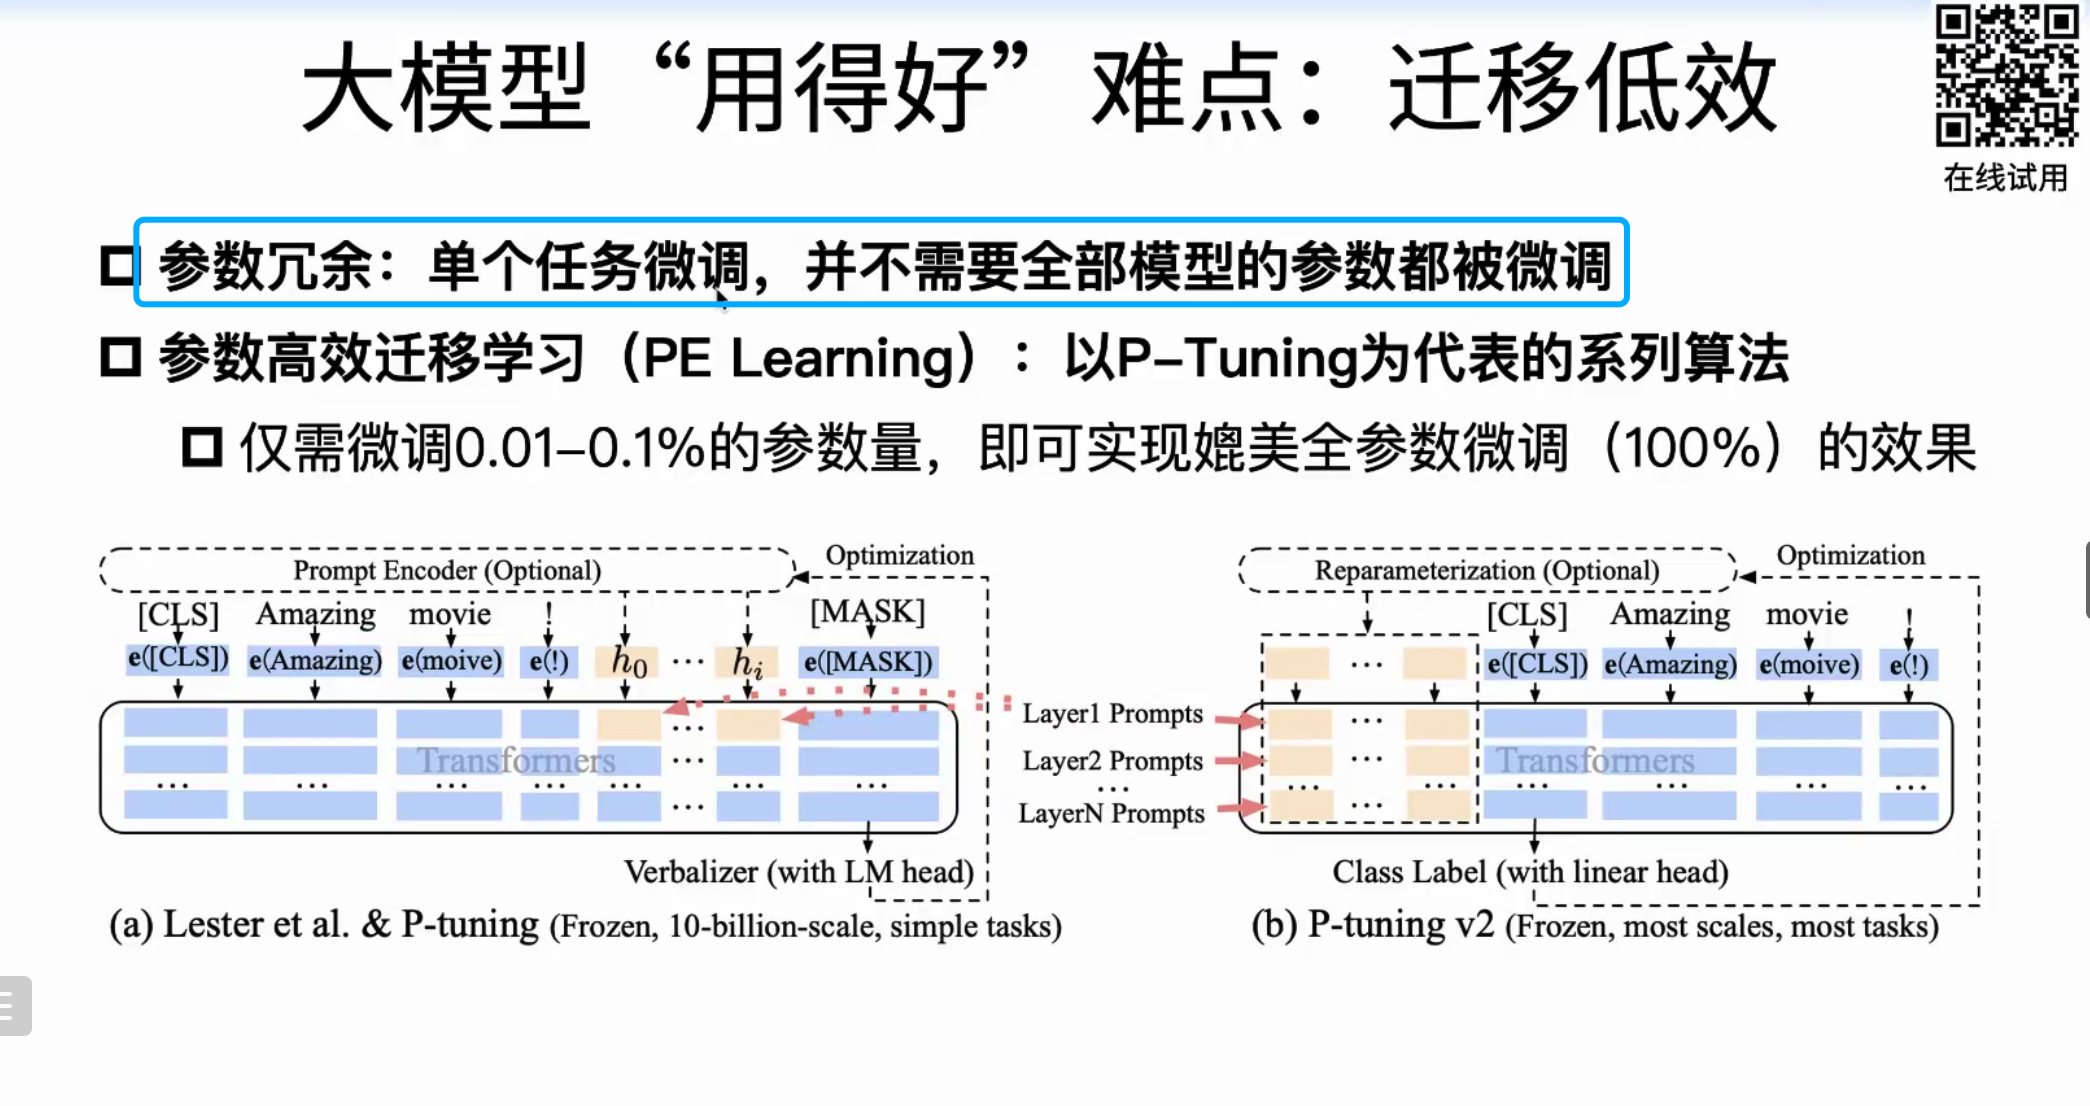 大模型“用得好”难点：迁移低效
在线试用
参数冗余：单个任务微调，并不需要全部模型的参数都被微调
参数高效迁移学习（PE Learning）：以P-Tuning为代表的系列算法
仅需微调0.01-0.1%的参数量，即可实现媲美全参数微调（100%）的效果
Prompt Encoder (Optional)
Optimization
[CLS] Amazing movie ! [MASK]
e([CLS]) e(Amazing) e(moive) e(!) h0 ... hi e([MASK])
...
Transformers ...
... ... ... ... ... ...
...
Verbalizer (with LM head)
(a) Lester et al. & P-tuning (Frozen, 10-billion-scale, simple tasks)
Layer1 Prompts
Layer2 Prompts
...
LayerN Prompts
Reparameterization (Optional)
Optimization
[CLS] Amazing movie !
... e([CLS]) e(Amazing) e(moive) e(!)
...
... Transformers
... ... ... ... ... ...
...
Class Label (with linear head)
(b) P-tuning v2 (Frozen, most scales, most tasks)